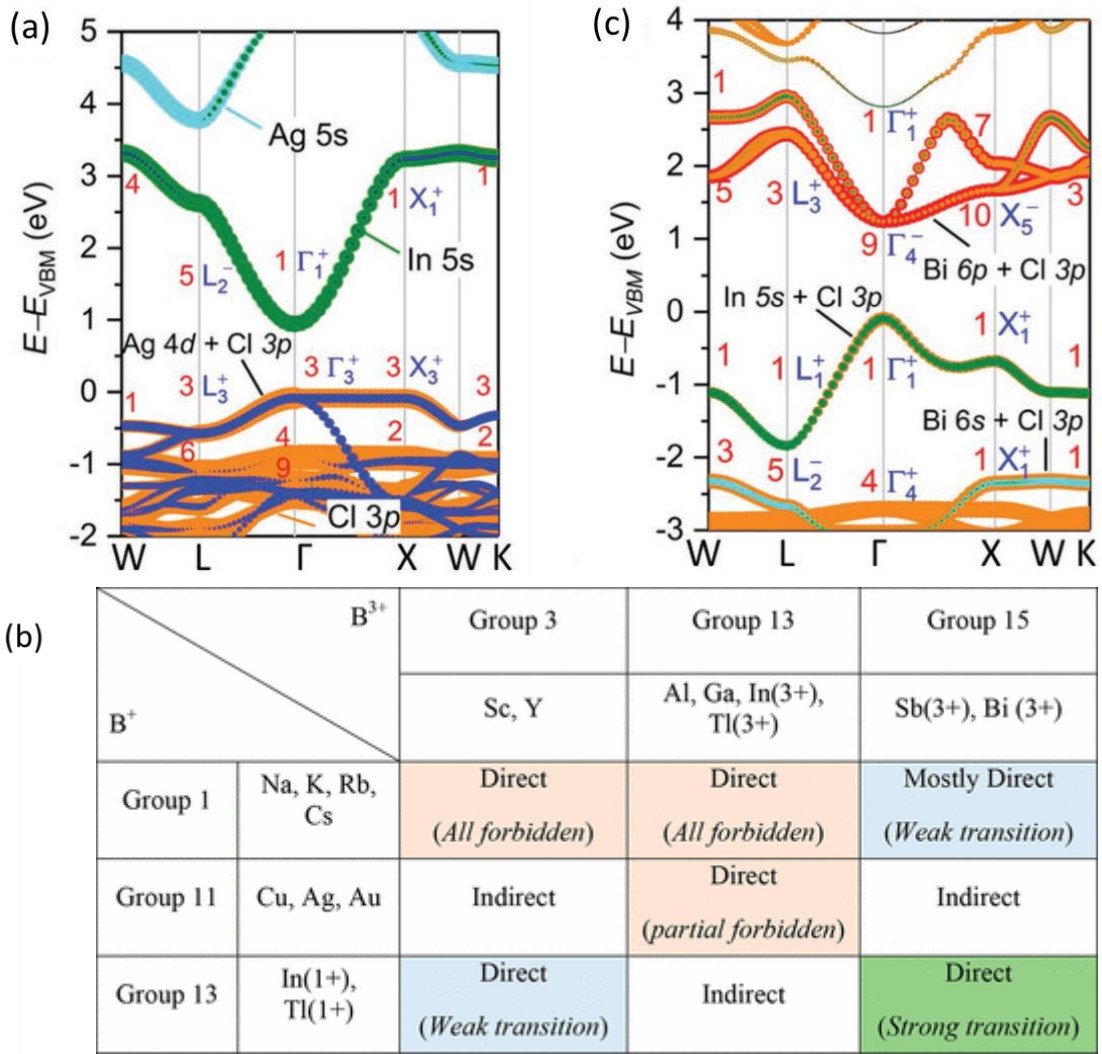 (a)
5
4
3
2
1
0
-1
-2
E–E_VBM (eV)
Ag 5s
4
1 X₁⁺ 1
5 L₂⁻ 1 Γ₁⁺
In 5s
Ag 4d + Cl 3p
1 3 L₃⁺ 3 Γ₃⁺ 3 X₃⁺ 3
6 4 2 2
9
Cl 3p
W L Γ X W K
(c)
4
3
2
1
0
-1
-2
-3
E–E_VBM (eV)
1 1 Γ₁⁺ 7
5 3 L₃⁺ 10 X₅⁻ 3
9 Γ₄⁻
Bi 6p + Cl 3p
In 5s + Cl 3p
1 X₁⁺
1 1 L₁⁺ 1 Γ₁⁺ 1
Bi 6s + Cl 3p
3 5 L₂⁻ 4 Γ₄⁺ 1 X₁⁺ 1
W L Γ X W K
(b)
B³⁺
B⁺
Group 3 Group 13 Group 15
Sc, Y
Al, Ga, In(3+),
Tl(3+)
Sb(3+), Bi (3+)
Group 1
Na, K, Rb,
Cs
Direct
(All forbidden)
Direct
(All forbidden)
Mostly Direct
(Weak transition)
Group 11
Cu, Ag, Au
Indirect
Direct
(partial forbidden)
Indirect
Group 13
In(1+),
Tl(1+)
Direct
(Weak transition)
Indirect
Direct
(Strong transition)